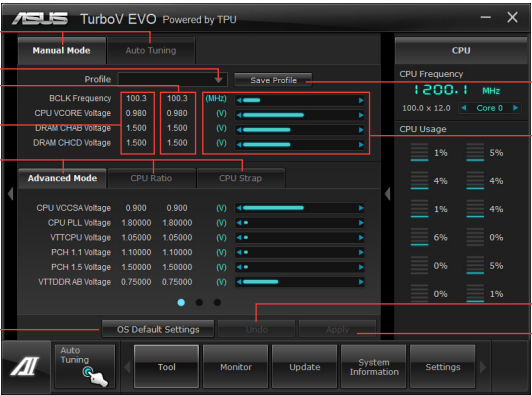 ASUS TurboV EVO Powered by TPU
Manual Mode Auto Tuning
Profile Save Profile
BCLK Frequency 100.3 100.3 (MHz)
CPU VCORE Voltage 0.980 0.980 (V)
DRAM CHAB Voltage 1.500 1.500 (V)
DRAM CHCD Voltage 1.500 1.500 (V)
Advanced Mode CPU Ratio CPU Strap
CPU VCCSA Voltage 0.900 0.900 (V)
CPU PLL Voltage 1.80000 1.80000 (V)
VTTCPU Voltage 1.05000 1.05000 (V)
PCH 1.1 Voltage 1.10000 1.10000 (V)
PCH 1.5 Voltage 1.50000 1.50000 (V)
VTTDDR AB Voltage 0.75000 0.75000 (V)
OS Default Settings Undo Apply
CPU
CPU Frequency
1200.1 MHz
100.0 x 12.0 Core 0
CPU Usage
1% 5%
4% 4%
1% 4%
6% 0%
0% 5%
0% 1%
AI
Auto
Tuning
Tool Monitor Update
System
Information
Settings